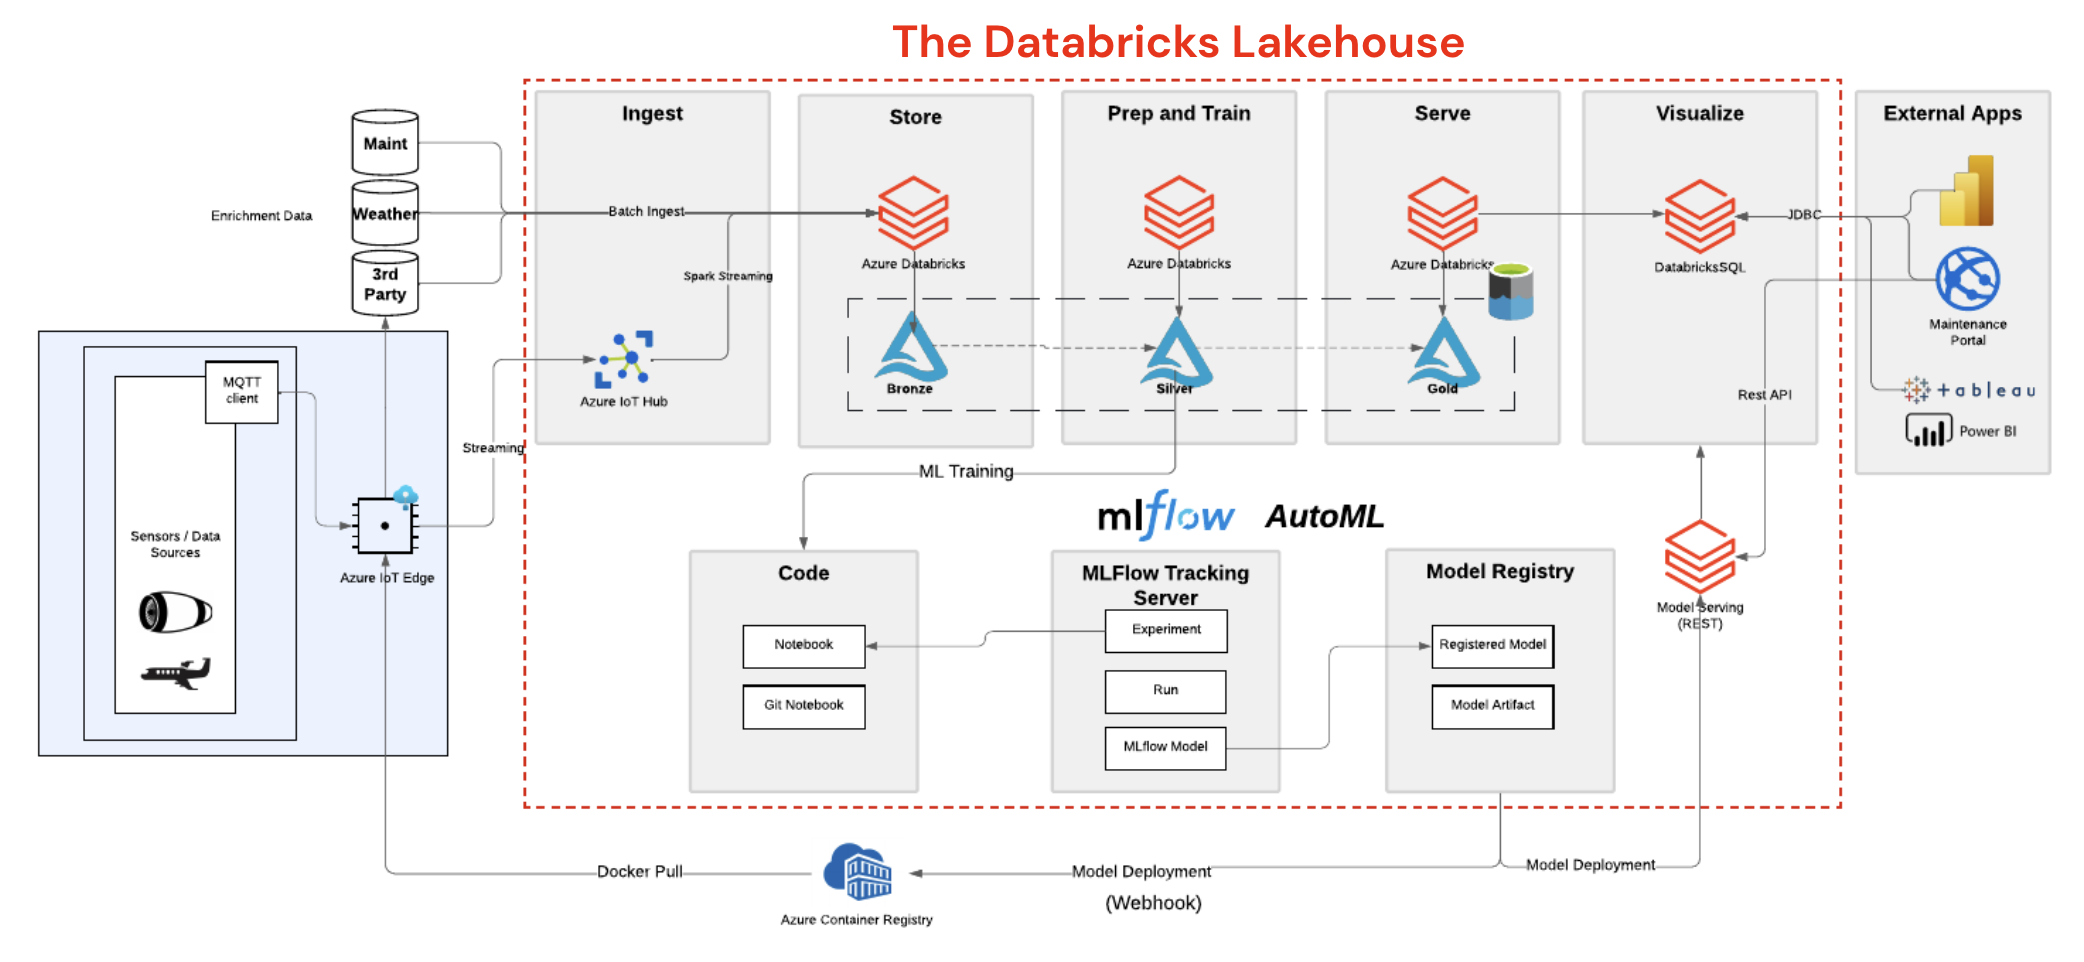 The Databricks Lakehouse
Ingest
Store
Prep and Train
Serve
Visualize
External Apps
Maint
Weather
3rd
Party
Enrichment Data
Batch Ingest
Spark Streaming
Azure Databricks
Azure Databricks
Azure Databricks
DatabricksSQL
JDBC
Maintenance
Portal
Rest API
+ableau
Power BI
Azure IoT Hub
Bronze
Silver
Gold
MQTT
client
Streaming
Sensors / Data
Sources
Azure IoT Edge
ML Training
mlflow
AutoML
Code
Notebook
Git Notebook
MLFlow Tracking
Server
Experiment
Run
MLflow Model
Model Registry
Registered Model
Model Artifact
Model Serving
(REST)
Docker Pull
Azure Container Registry
Model Deployment
(Webhook)
Model Deployment